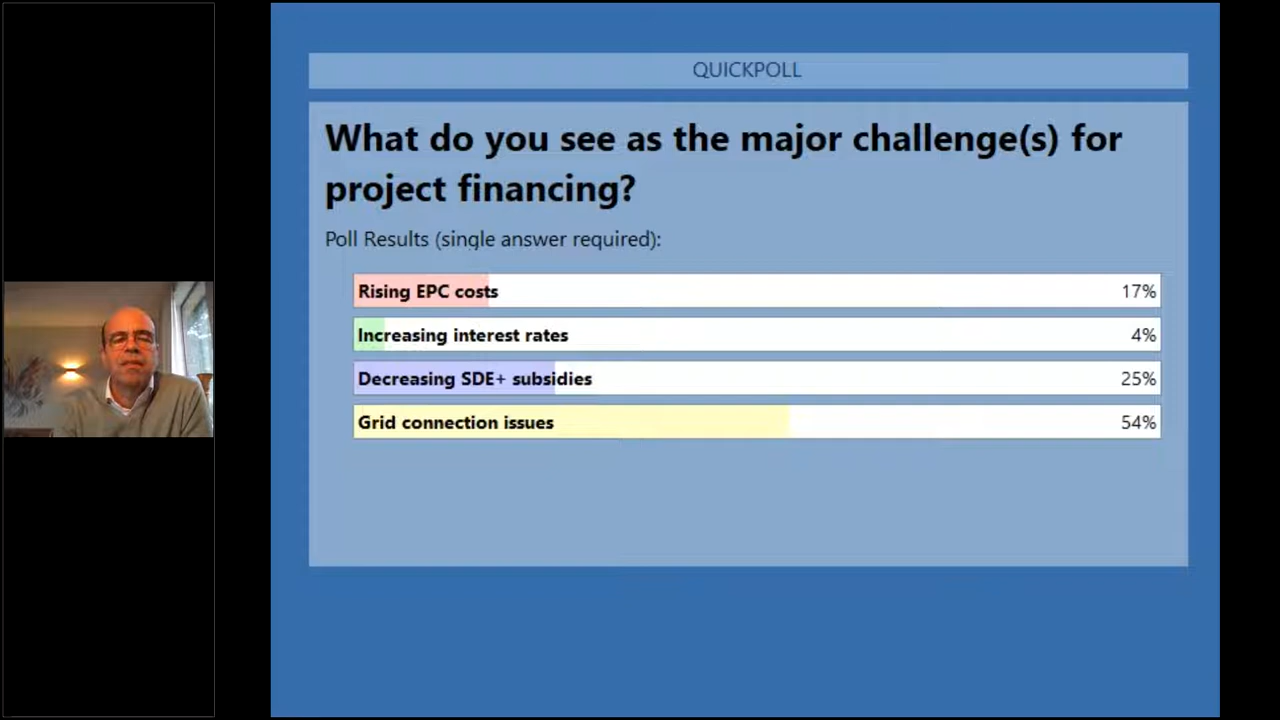 QUICKPOLL
What do you see as the major challenge(s) for
project financing?
Poll Results (single answer required):
Rising EPC costs 17%
Increasing interest rates 4%
Decreasing SDE+ subsidies 25%
Grid connection issues 54%